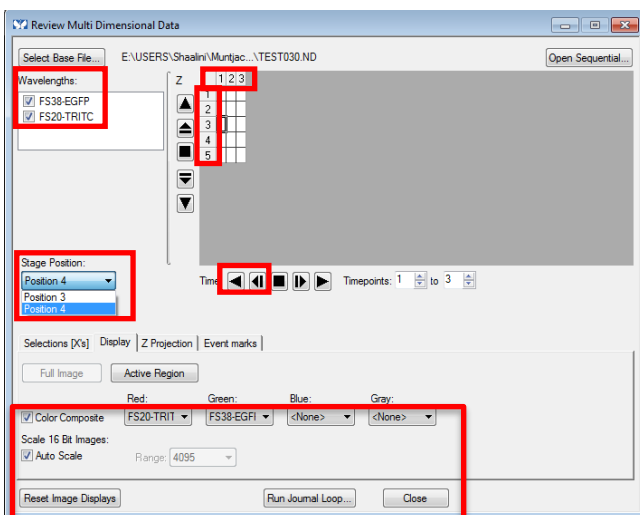 Review Multi Dimensional Data
Select Base File... E:\USERS\Shaalini\Muntjac...\TEST030.ND Open Sequential...
Wavelengths: Z 1 2 3
FS38-EGFP 1
FS20-TRITC 2
3
4
5
Stage Position:
Position 4 Time Timepoints: 1 to 3
Position 3
Position 4
Selections [X's] Display Z Projection Event marks
Full Image Active Region
Red: Green: Blue: Gray:
Color Composite FS20-TRIT FS38-EGFI <None> <None>
Scale 16 Bit Images:
Auto Scale Range: 4095
Reset Image Displays Run Journal Loop... Close